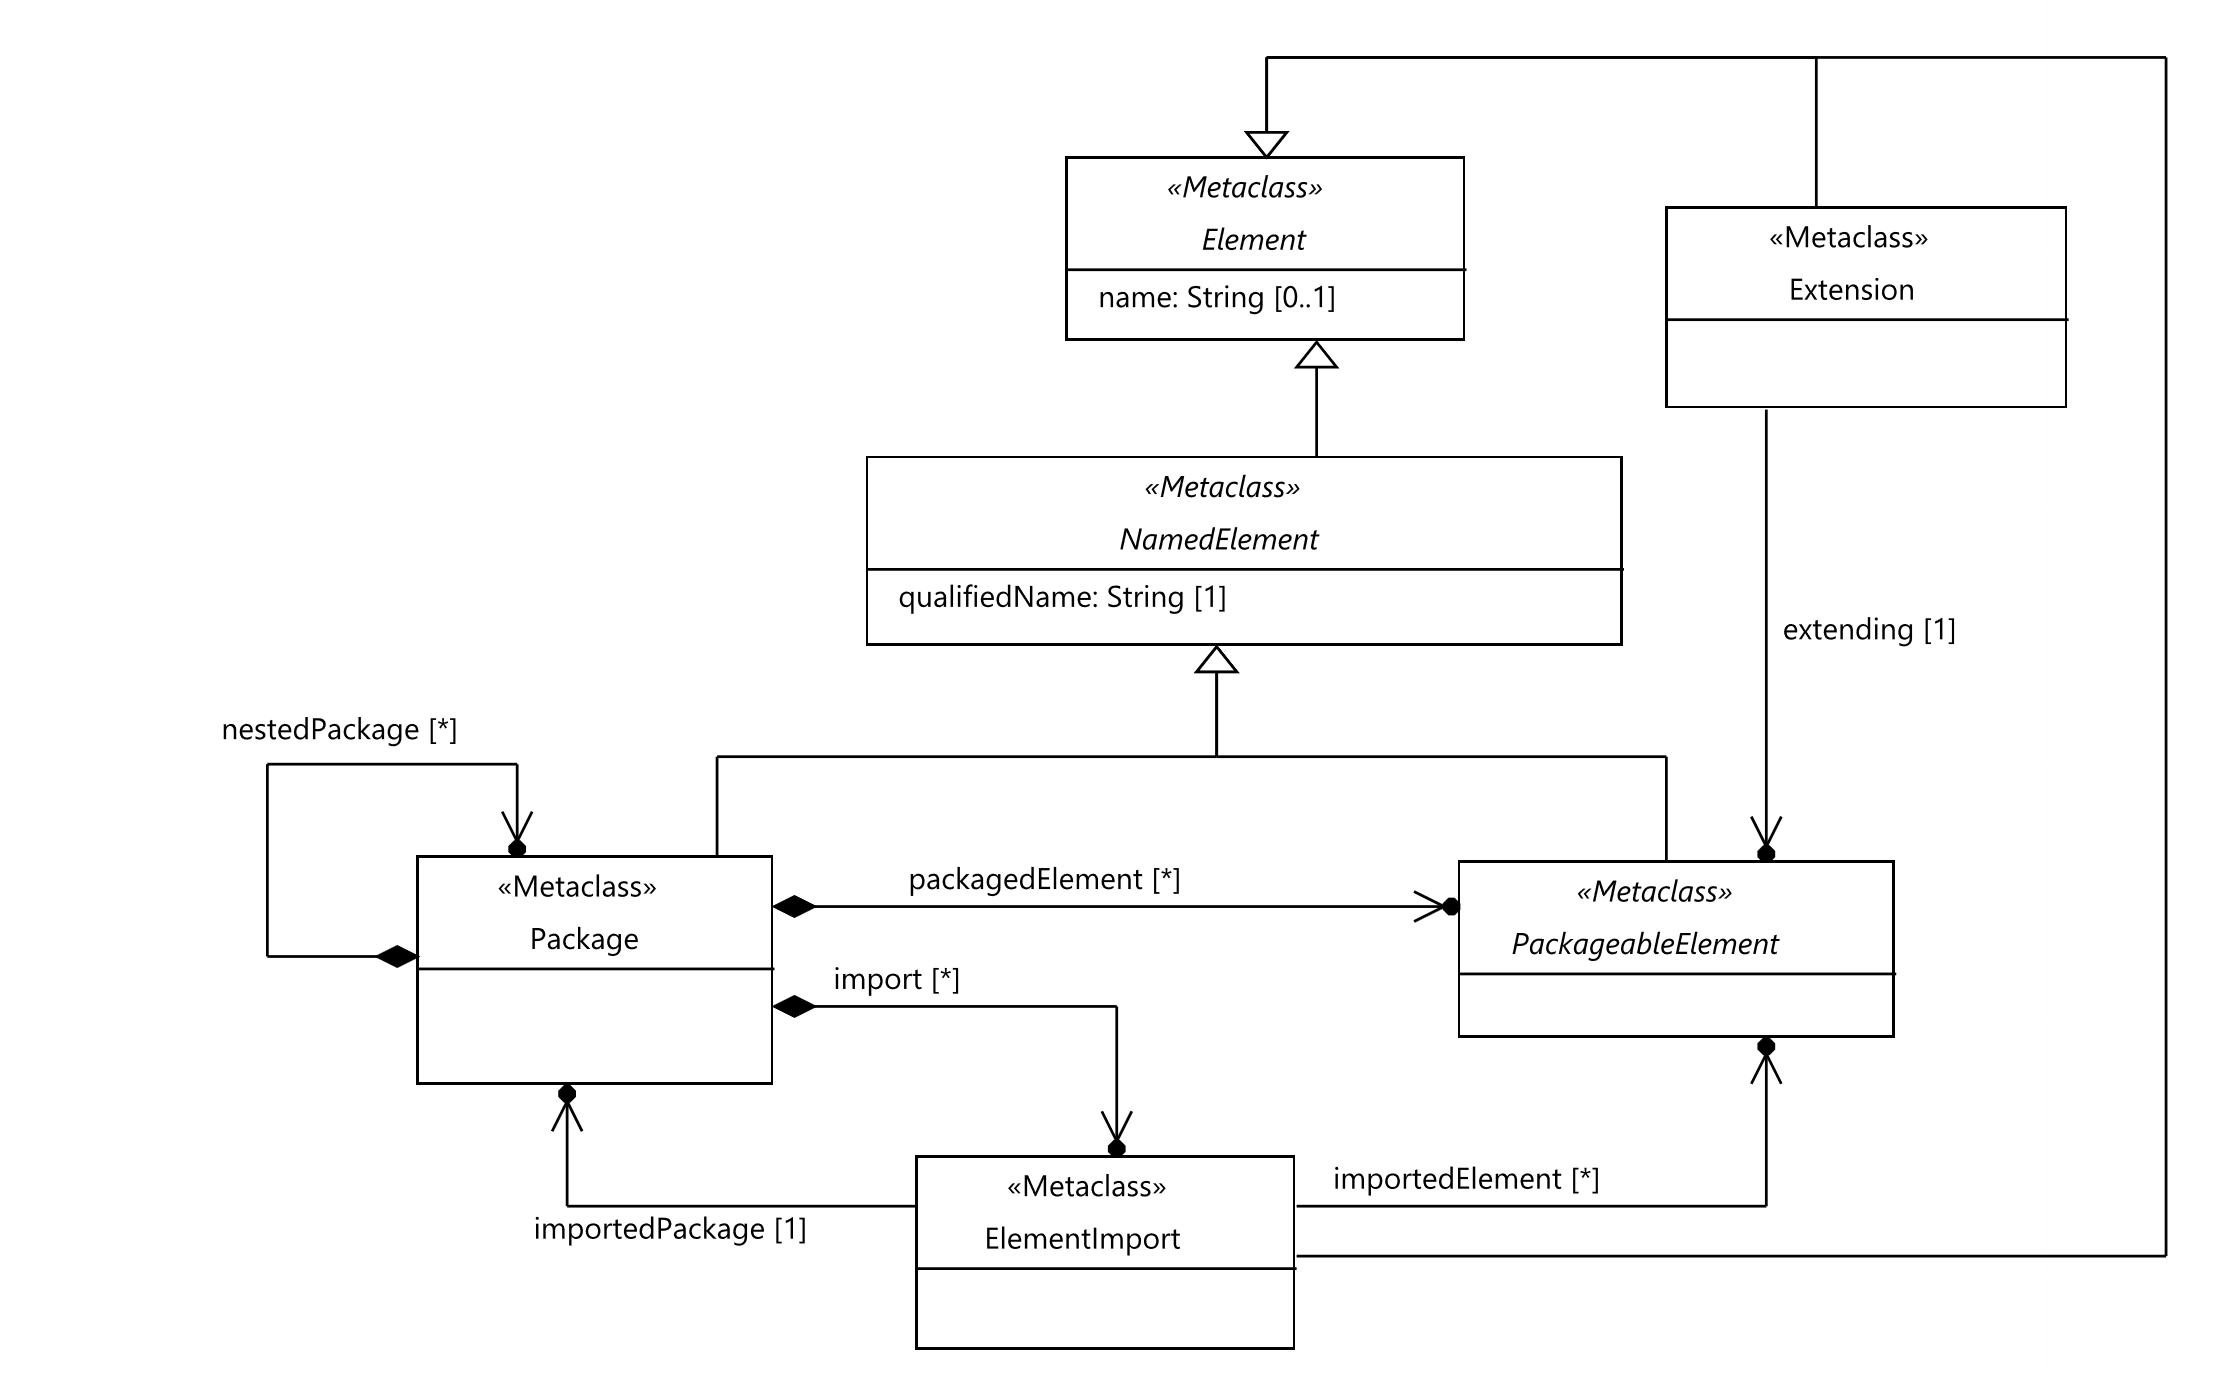 «Metaclass»
Element
name: String [0..1]
«Metaclass»
Extension
«Metaclass»
NamedElement
qualifiedName: String [1]
extending [1]
nestedPackage [*]
«Metaclass»
Package
packagedElement [*]
«Metaclass»
PackageableElement
import [*]
importedPackage [1]
«Metaclass»
ElementImport
importedElement [*]